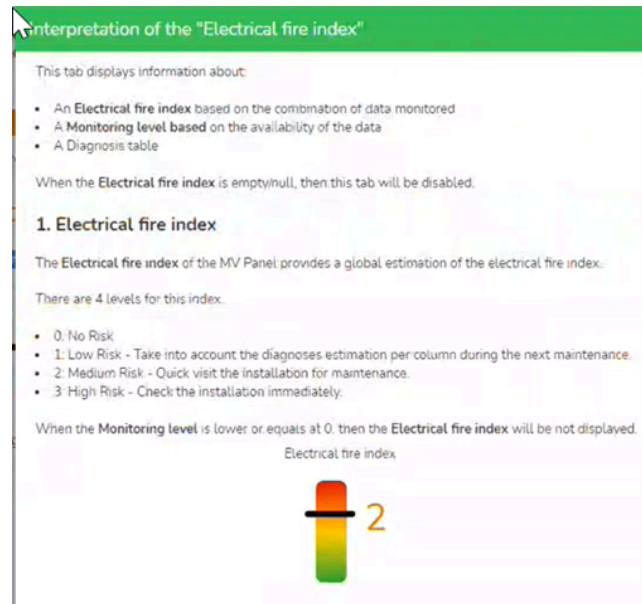 Interpretation of the "Electrical fire index"
This tab displays information about:
• An Electrical fire index based on the combination of data monitored
• A Monitoring level based on the availability of the data
• A Diagnosis table
When the Electrical fire index is empty/null, then this tab will be disabled.
1. Electrical fire index
The Electrical fire index of the MV Panel provides a global estimation of the electrical fire index.
There are 4 levels for this index.
• 0: No Risk
• 1: Low Risk - Take into account the diagnoses estimation per column during the next maintenance.
• 2: Medium Risk - Quick visit the installation for maintenance.
• 3: High Risk - Check the installation immediately.
When the Monitoring level is lower or equals at 0, then the Electrical fire index will be not displayed.
Electrical fire index
2